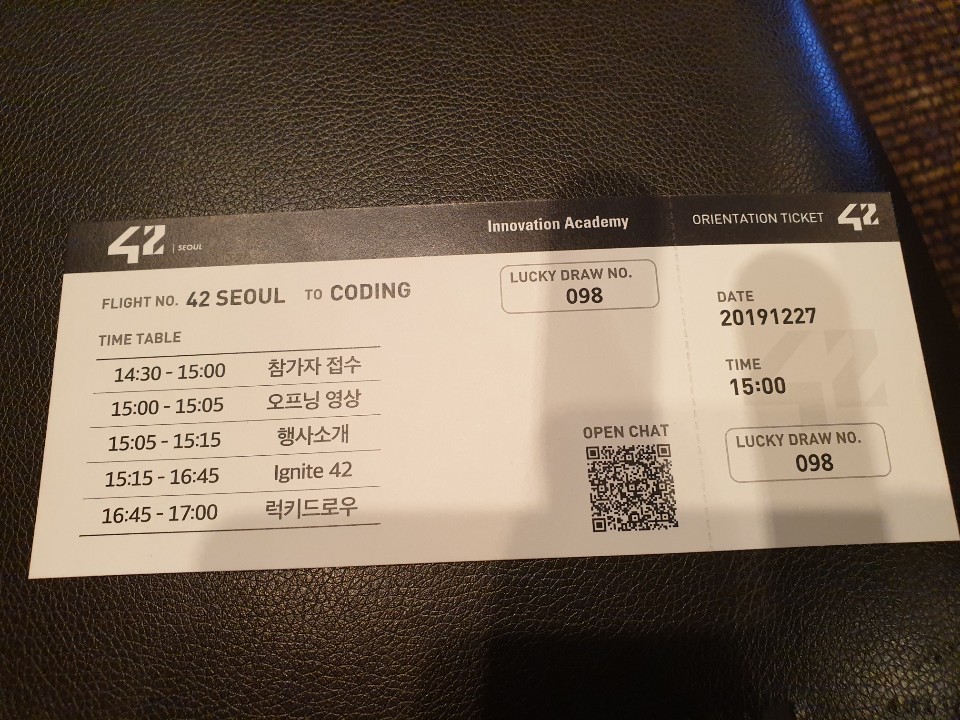 42 SEOUL
Innovation Academy
ORIENTATION TICKET 42
FLIGHT NO. 42 SEOUL TO CODING
LUCKY DRAW NO.
098
TIME TABLE
14:30 - 15:00 참가자 접수
15:00 - 15:05 오프닝 영상
15:05 - 15:15 행사소개
15:15 - 16:45 Ignite 42
16:45 - 17:00 럭키드로우
OPEN CHAT
DATE
20191227
TIME
15:00
42
LUCKY DRAW NO.
098